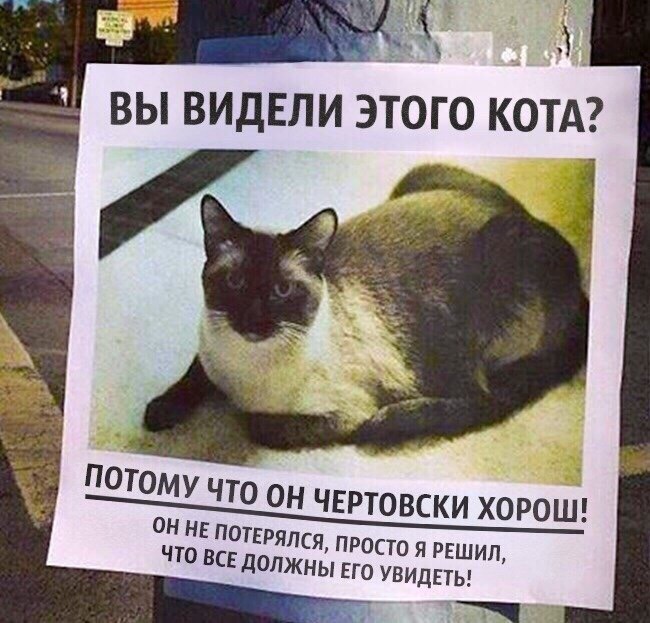 ВЫ ВИДЕЛИ ЭТОГО КОТА?
ПОТОМУ ЧТО ОН ЧЕРТОВСКИ ХОРОШ!
ОН НЕ ПОТЕРЯЛСЯ, ПРОСТО Я РЕШИЛ,
ЧТО ВСЕ ДОЛЖНЫ ЕГО УВИДЕТЬ!